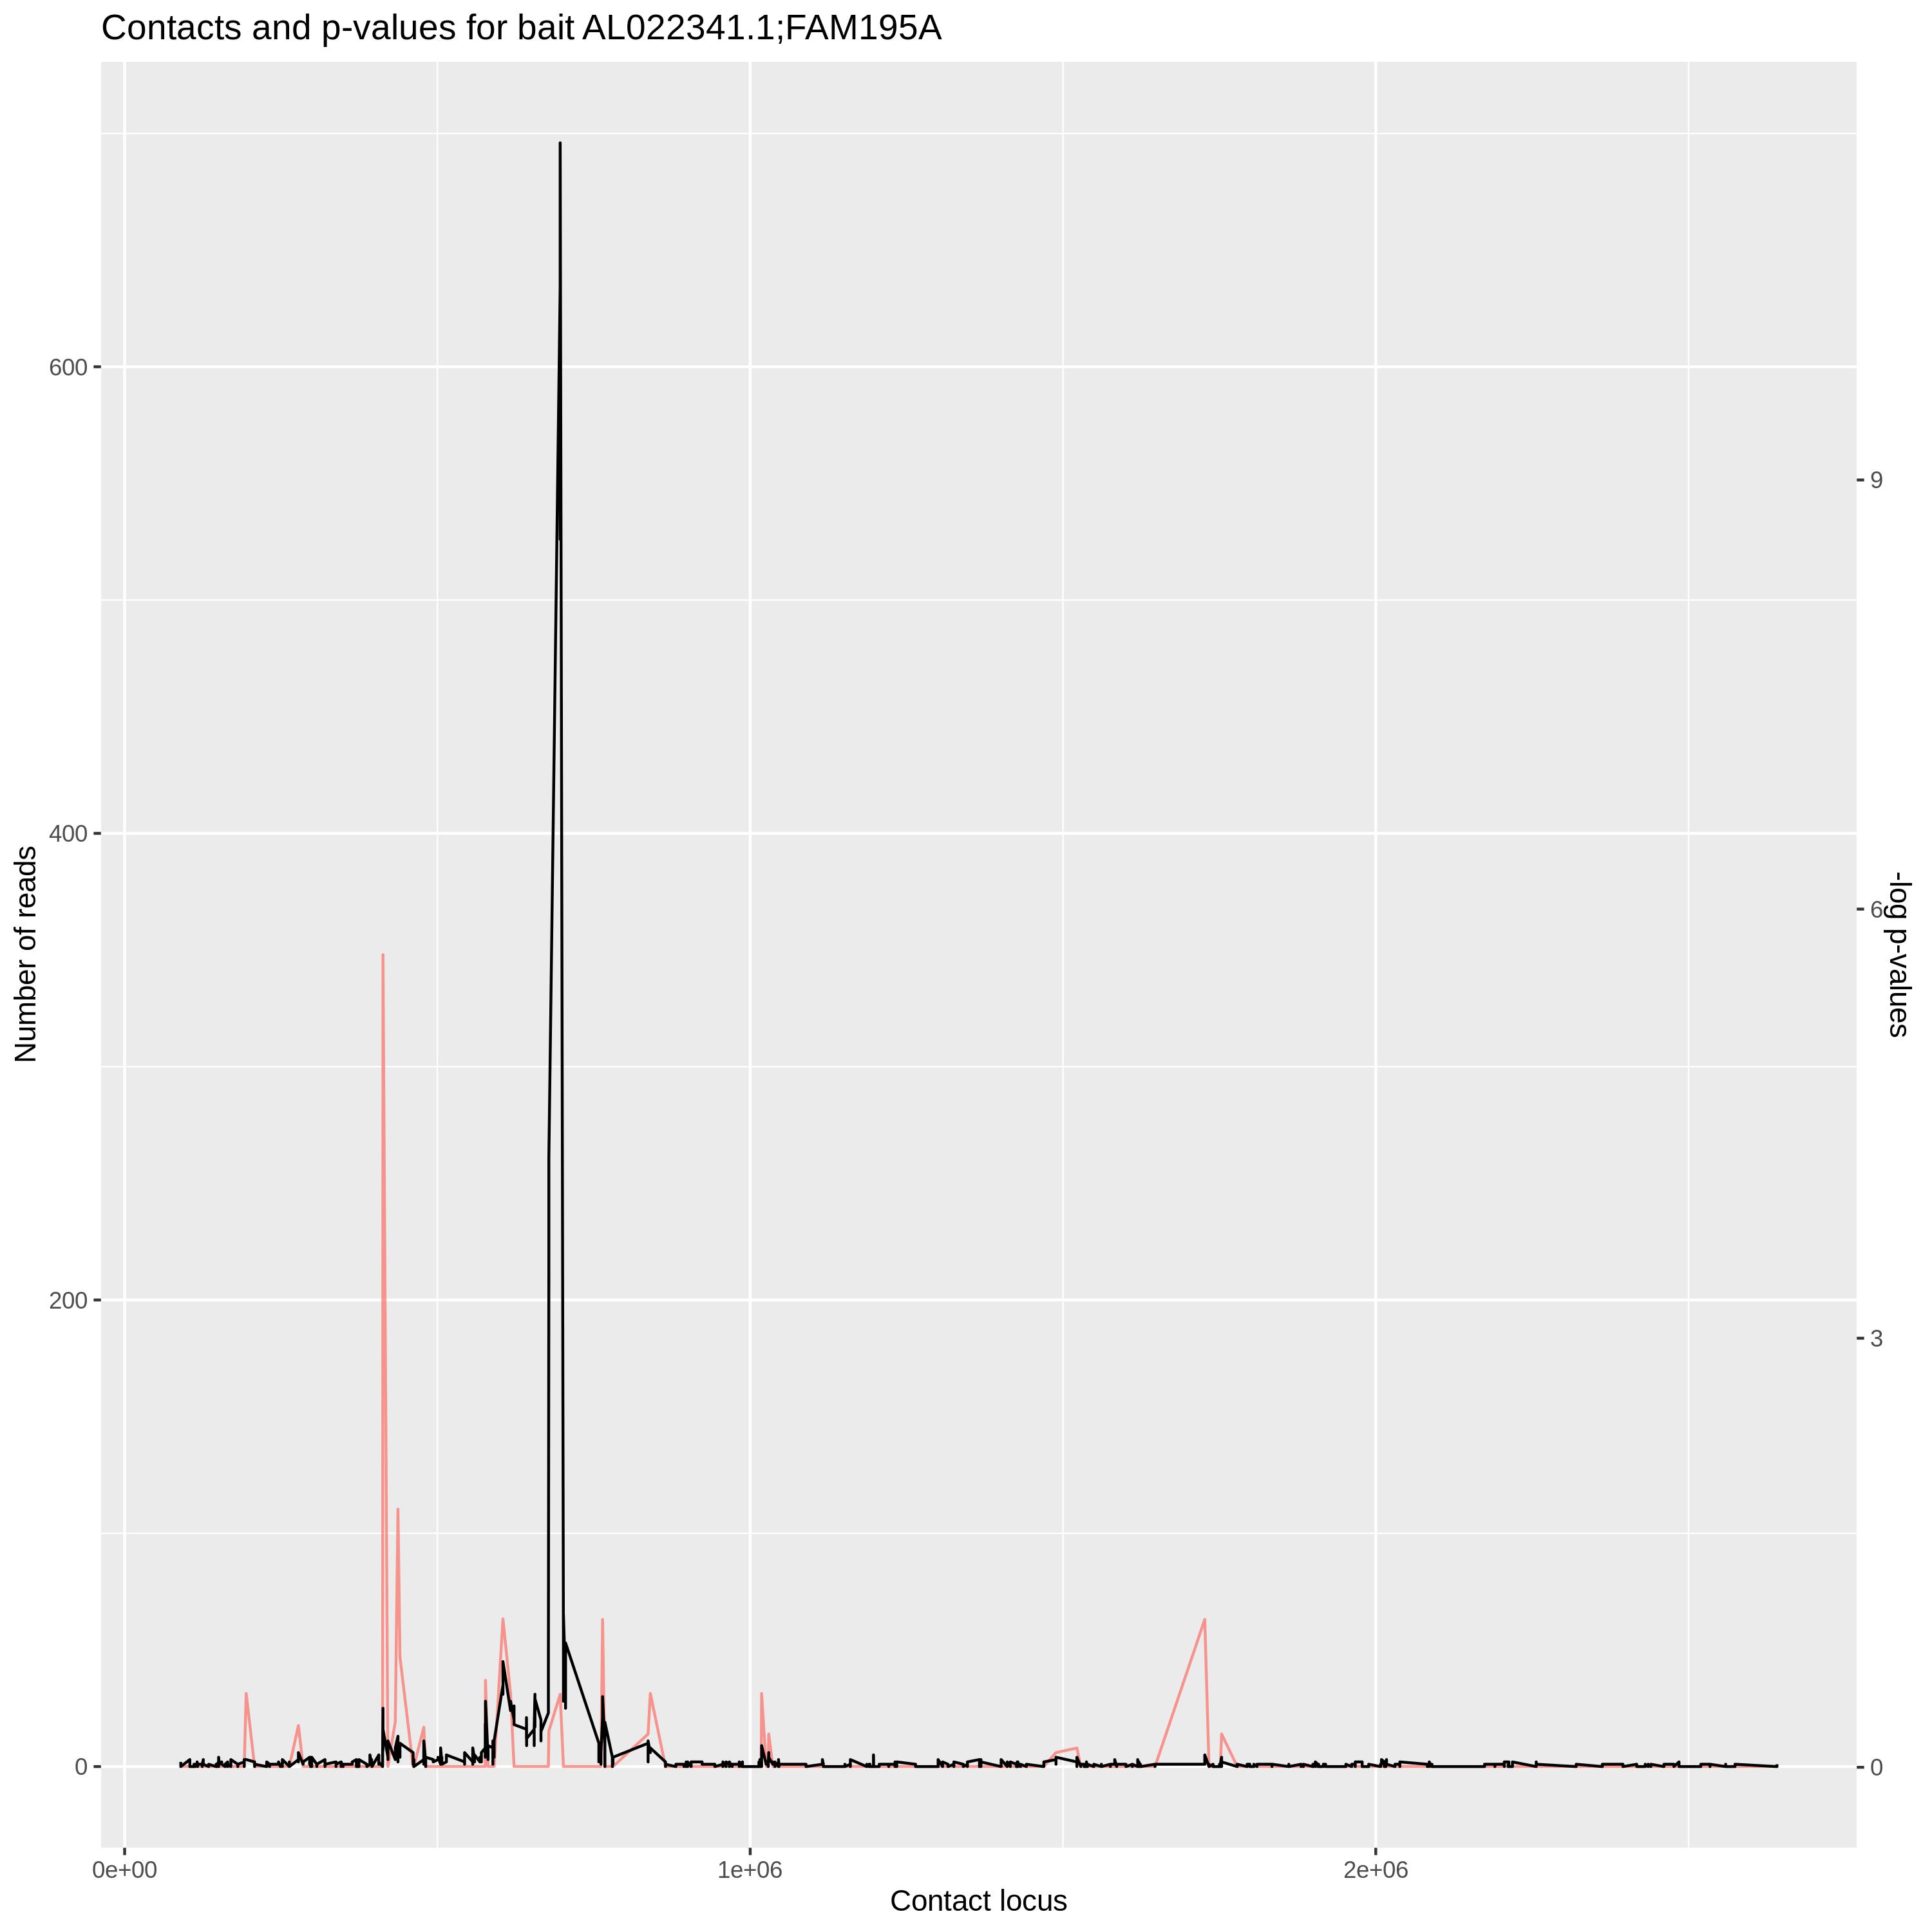 Contacts and p-values for bait AL022341.1;FAM195A
Number of reads
600
400
200
0
9
6
3
0
-log p-values
0e+00
1e+06
2e+06
Contact locus